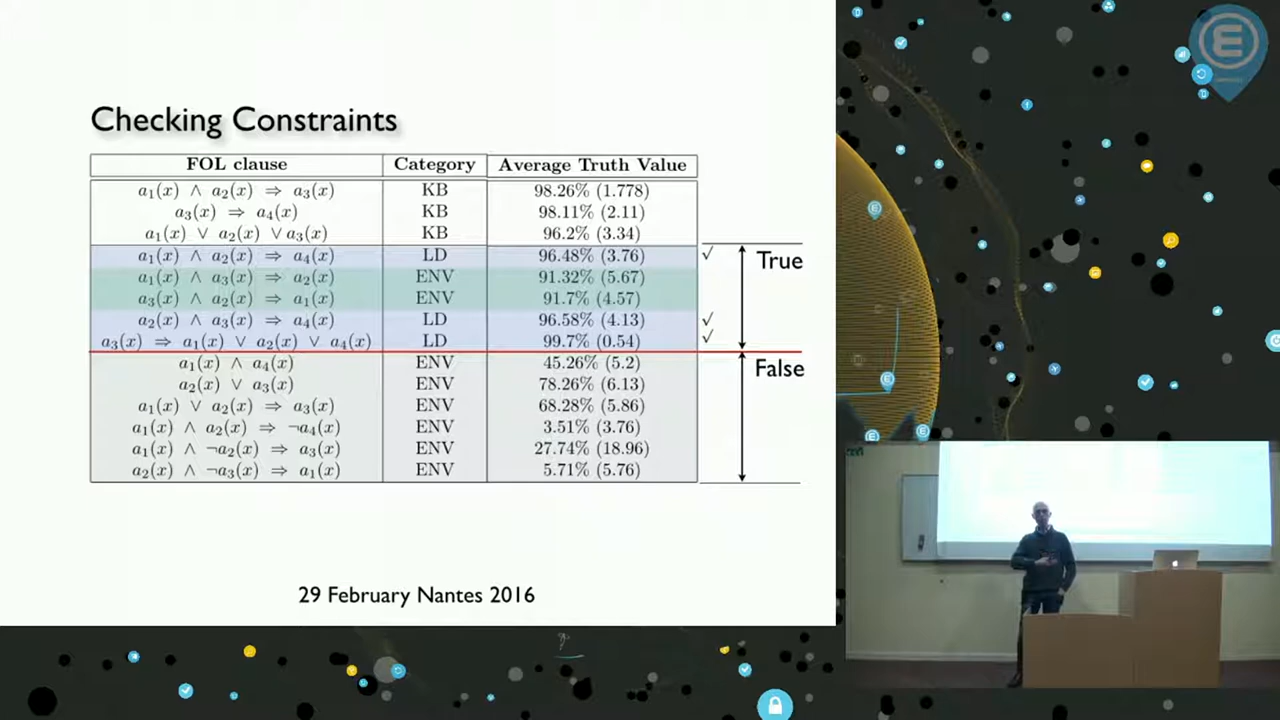 Checking Constraints
FOL clause Category Average Truth Value
a₁(x) ∧ a₂(x) ⇒ a₃(x) KB 98.26% (1.778)
a₃(x) ⇒ a₄(x) KB 98.11% (2.11)
a₁(x) ∨ a₂(x) ∨ a₃(x) KB 96.2% (3.34)
a₁(x) ∧ a₂(x) ⇒ a₄(x) LD 96.48% (3.76) ✓
a₁(x) ∧ a₃(x) ⇒ a₂(x) ENV 91.32% (5.67)
a₃(x) ∧ a₂(x) ⇒ a₁(x) ENV 91.7% (4.57)
a₂(x) ∧ a₃(x) ⇒ a₄(x) LD 96.58% (4.13) ✓
a₃(x) ⇒ a₁(x) ∨ a₂(x) ∨ a₄(x) LD 99.7% (0.54) ✓
True
a₁(x) ∧ a₄(x) ENV 45.26% (5.2)
a₂(x) ∨ a₃(x) ENV 78.26% (6.13)
a₁(x) ∨ a₂(x) ⇒ a₃(x) ENV 68.28% (5.86)
a₁(x) ∧ a₂(x) ⇒ ¬a₄(x) ENV 3.51% (3.76)
a₁(x) ∧ ¬a₂(x) ⇒ a₃(x) ENV 27.74% (18.96)
a₂(x) ∧ ¬a₃(x) ⇒ a₁(x) ENV 5.71% (5.76)
False
29 February Nantes 2016